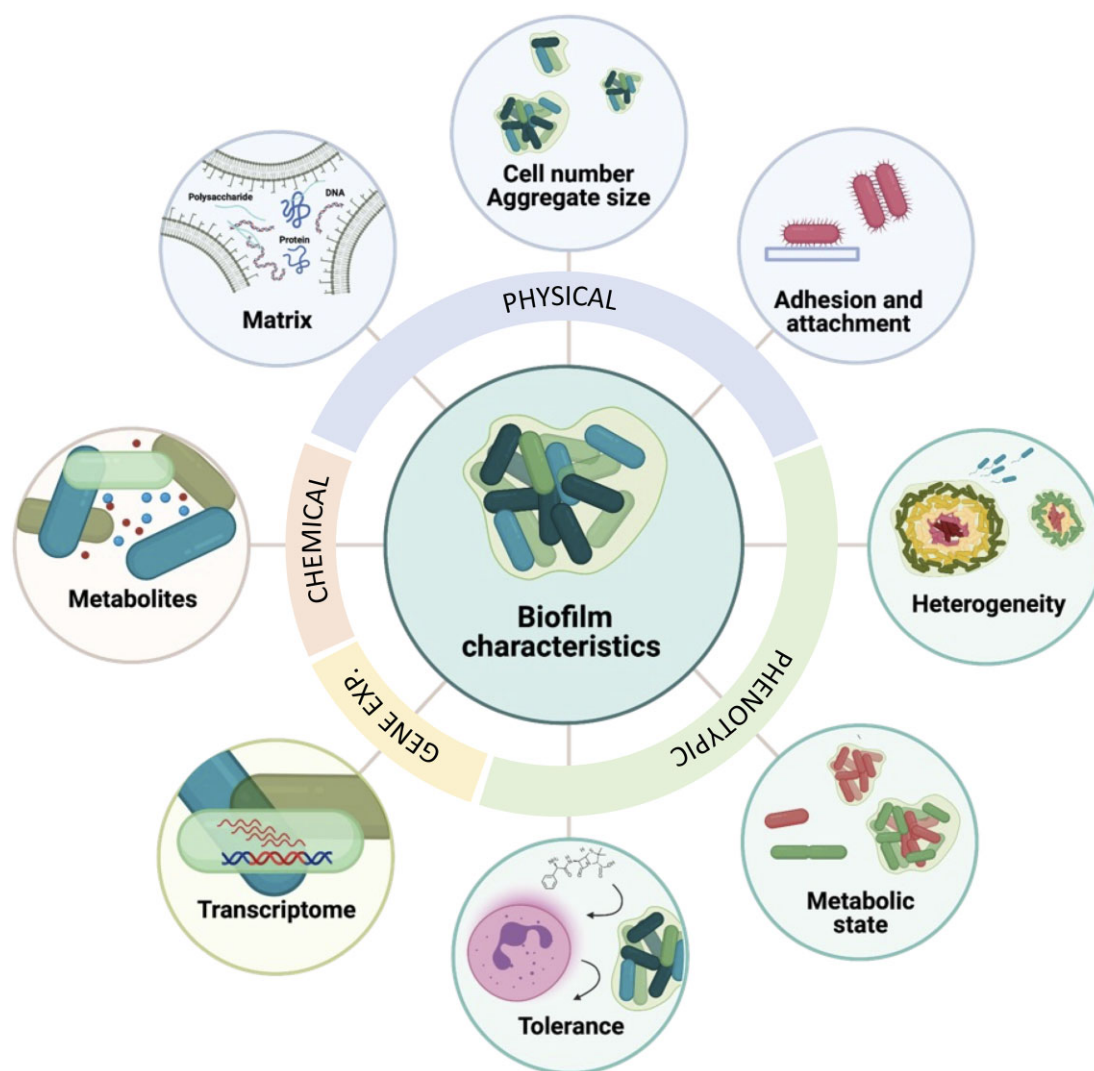 Cell number
Aggregate size
Polysaccharide
DNA
Protein
Matrix
Adhesion and
attachment
PHYSICAL
CHEMICAL
GENE EXP.
PHENOTYPIC
Metabolites
Biofilm
characteristics
Heterogeneity
Transcriptome
Metabolic
state
Tolerance